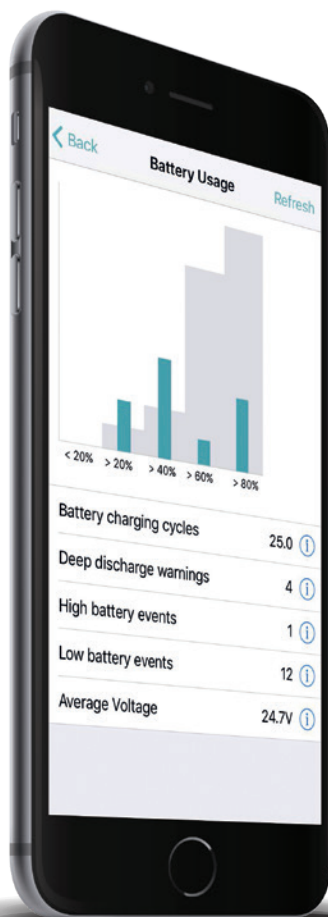 Back
Battery Usage
Refresh
< 20% > 20% > 40% > 60% > 80%
Battery charging cycles 25.0
Deep discharge warnings 4
High battery events 1
Low battery events 12
Average Voltage 24.7V